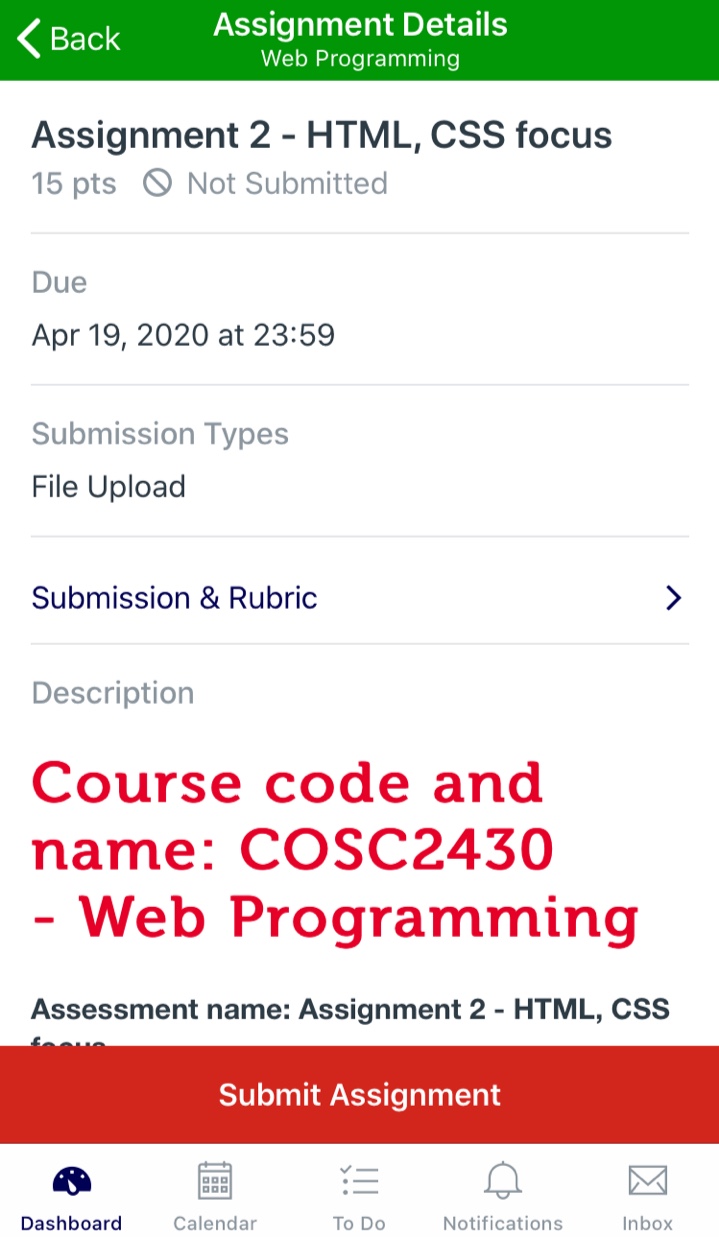 Back
Assignment Details
Web Programming
Assignment 2 - HTML, CSS focus
15 pts Not Submitted
Due
Apr 19, 2020 at 23:59
Submission Types
File Upload
Submission & Rubric
Description
Course code and
name: COSC2430
- Web Programming
Assessment name: Assignment 2 - HTML, CSS
focus
Submit Assignment
Dashboard
Calendar
To Do
Notifications
Inbox